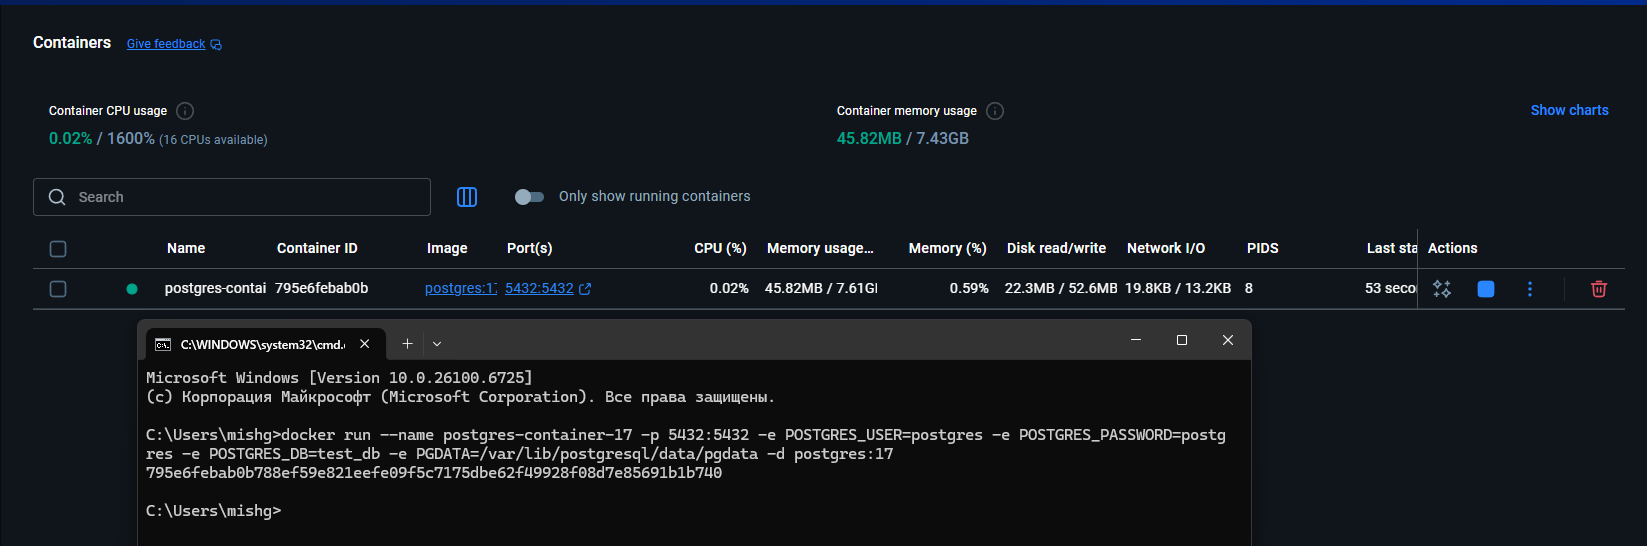 Containers Give feedback
Container CPU usage
0.02% / 1600% (16 CPUs available)
Container memory usage
45.82MB / 7.43GB
Show charts
Search
Only show running containers
Name Container ID Image Port(s) CPU (%) Memory usage... Memory (%) Disk read/write Network I/O PIDS Last sta Actions
postgres-contai 795e6febab0b postgres:17 5432:5432 0.02% 45.82MB / 7.61GI 0.59% 22.3MB / 52.6MB 19.8KB / 13.2KB 8 53 seco
C:\WINDOWS\system32\cmd.
Microsoft Windows [Version 10.0.26100.6725]
(c) Корпорация Майкрософт (Microsoft Corporation). Все права защищены.
C:\Users\mishg>docker run --name postgres-container-17 -p 5432:5432 -e POSTGRES_USER=postgres -e POSTGRES_PASSWORD=postg
res -e POSTGRES_DB=test_db -e PGDATA=/var/lib/postgresql/data/pgdata -d postgres:17
795e6febab0b788ef59e821eefe09f5c7175dbe62f49928f08d7e85691b1b740
C:\Users\mishg>